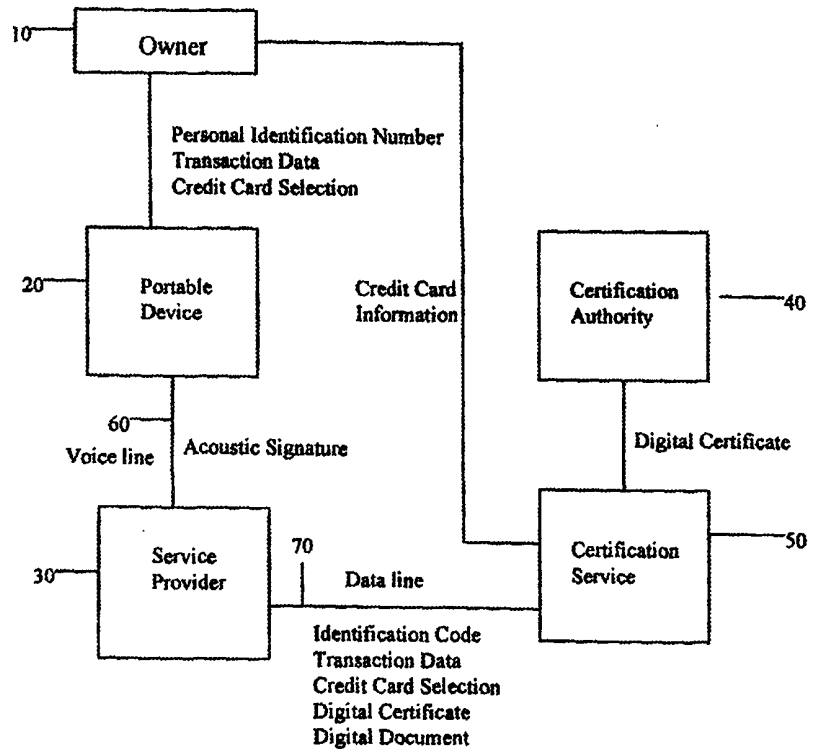 10
Owner
Personal Identification Number
Transaction Data
Credit Card Selection
20
Portable
Device
Credit Card
Information
Certification
Authority
40
60
Voice line
Acoustic Signature
Digital Certificate
30
Service
Provider
70
Data line
Certification
Service
50
Identification Code
Transaction Data
Credit Card Selection
Digital Certificate
Digital Document